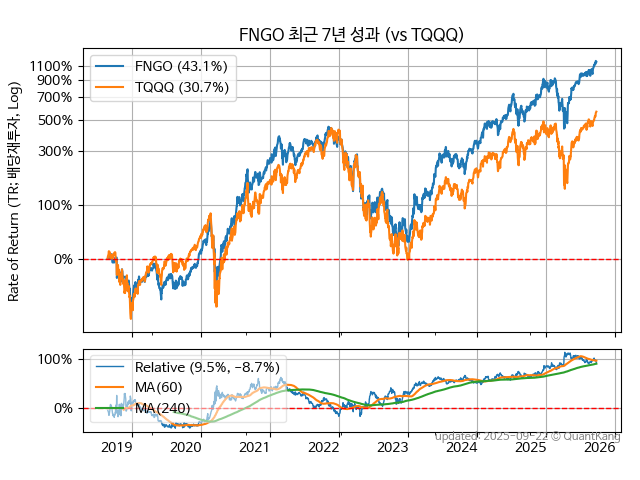 FNGO 최근 7년 성과 (vs TQQQ)
Rate of Return (TR; 배당재투자, Log)
1100%
900%
700%
500%
300%
100%
0%
FNGO (43.1%)
TQQQ (30.7%)
100%
0%
Relative (9.5%, -8.7%)
MA(60)
MA(240)
updated: 2025-09-22 © QuantKang
2019 2020 2021 2022 2023 2024 2025 2026